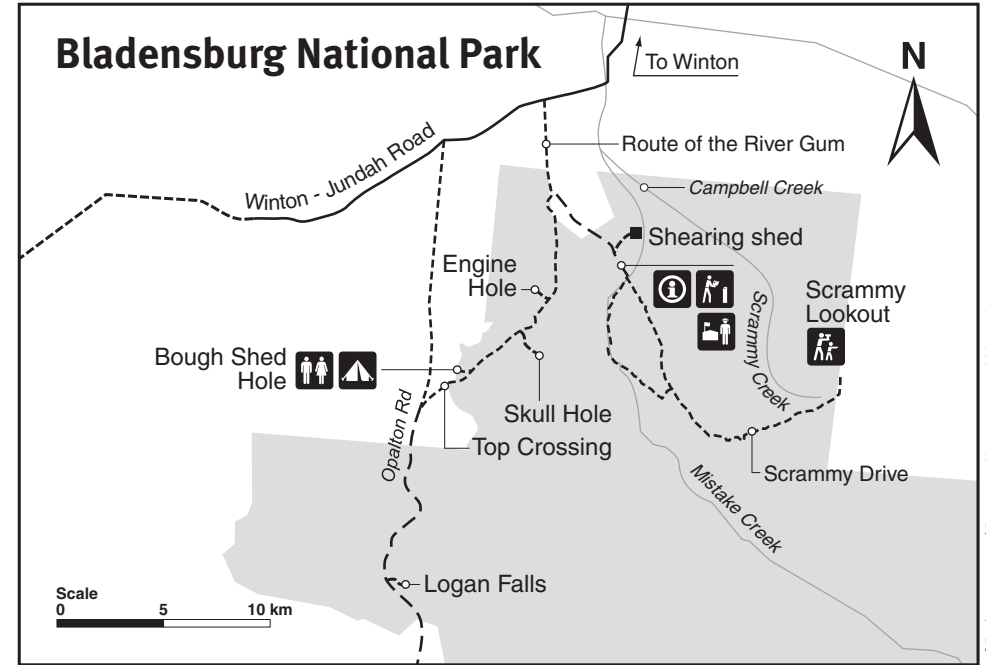 Bladensburg National Park
To Winton
N
Winton - Jundah Road
Route of the River Gum
Campbell Creek
Shearing shed
Engine
Hole
Scrammy
Lookout
Scrammy Creek
Bough Shed
Hole
Skull Hole
Opalton Rd
Top Crossing
Scrammy Drive
Mistake Creek
Logan Falls
Scale
0 5 10 km